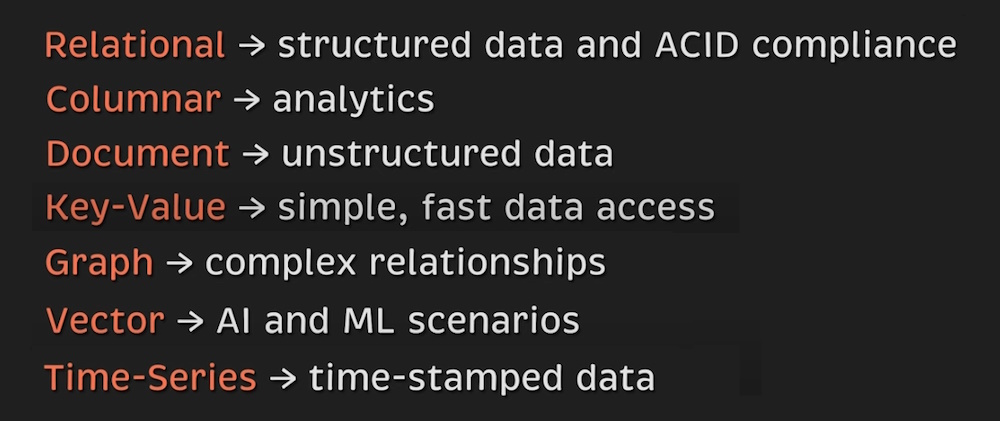 Relational → structured data and ACID compliance
Columnar → analytics
Document → unstructured data
Key-Value → simple, fast data access
Graph → complex relationships
Vector → AI and ML scenarios
Time-Series → time-stamped data